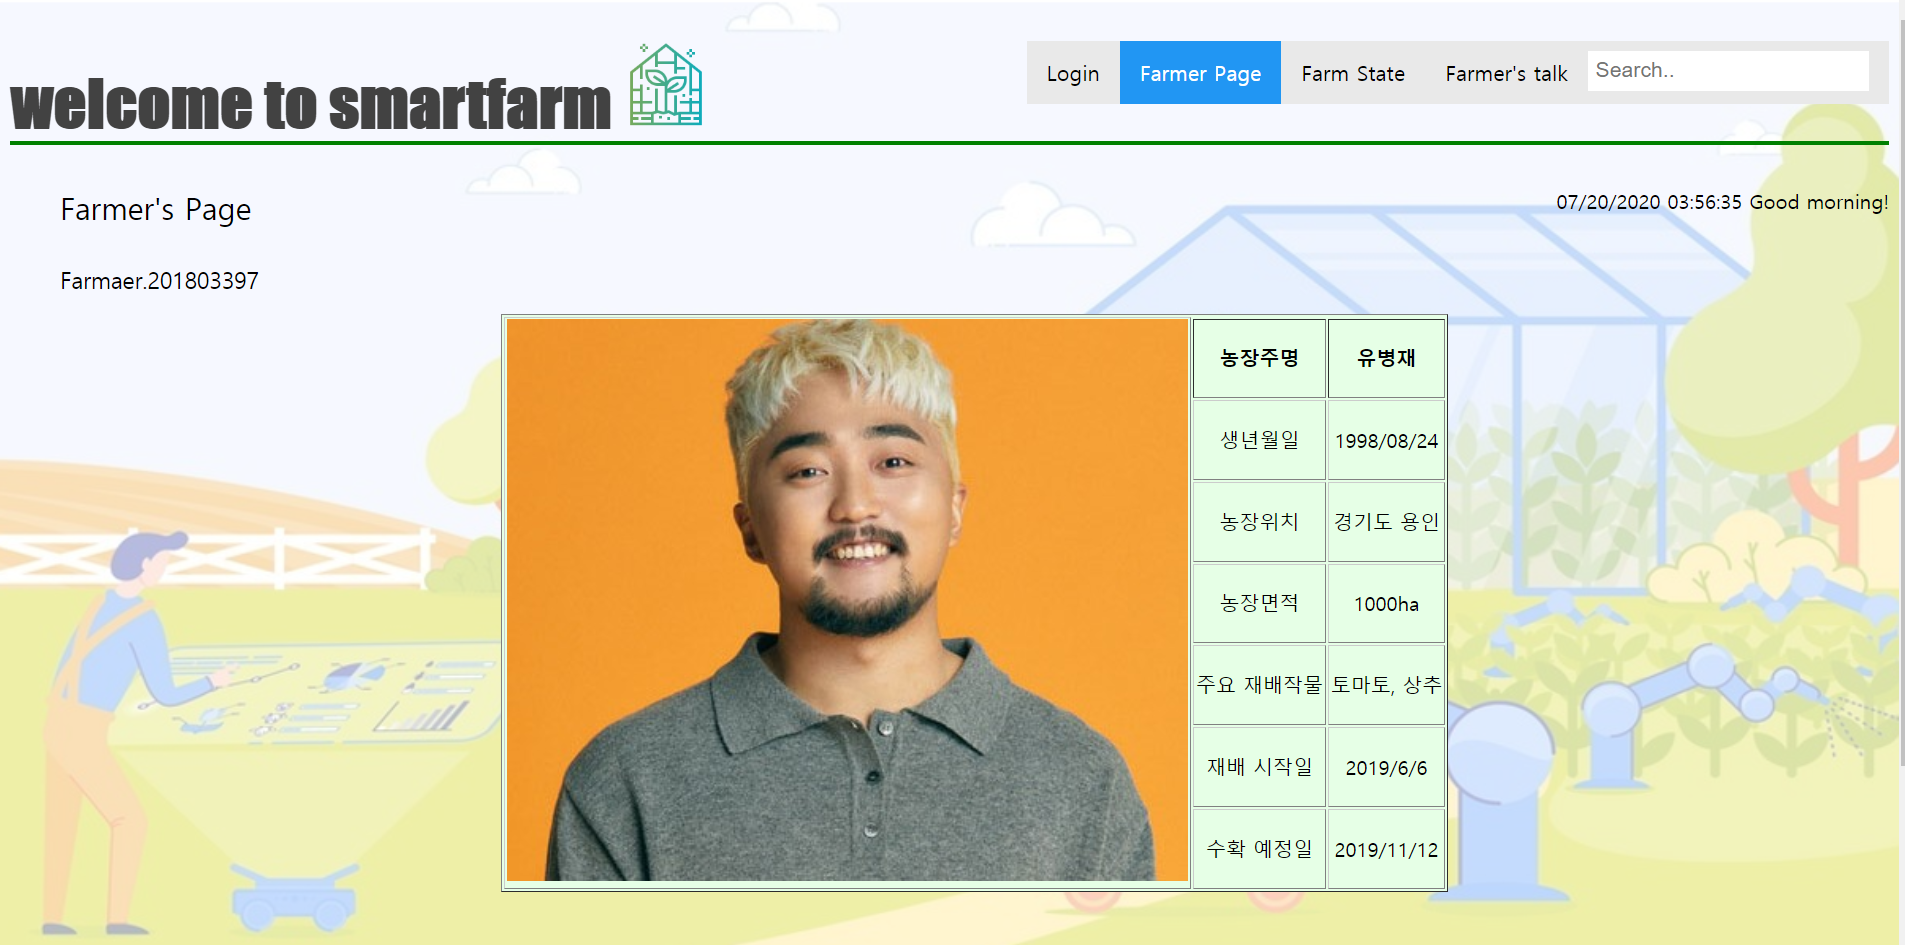 welcome to smartfarm
Login Farmer Page Farm State Farmer's talk Search..
Farmer's Page
07/20/2020 03:56:35 Good morning!
Farmaer.201803397
농장주명 유병재
생년월일 1998/08/24
농장위치 경기도 용인
농장면적 1000ha
주요 재배작물 토마토, 상추
재배 시작일 2019/6/6
수확 예정일 2019/11/12